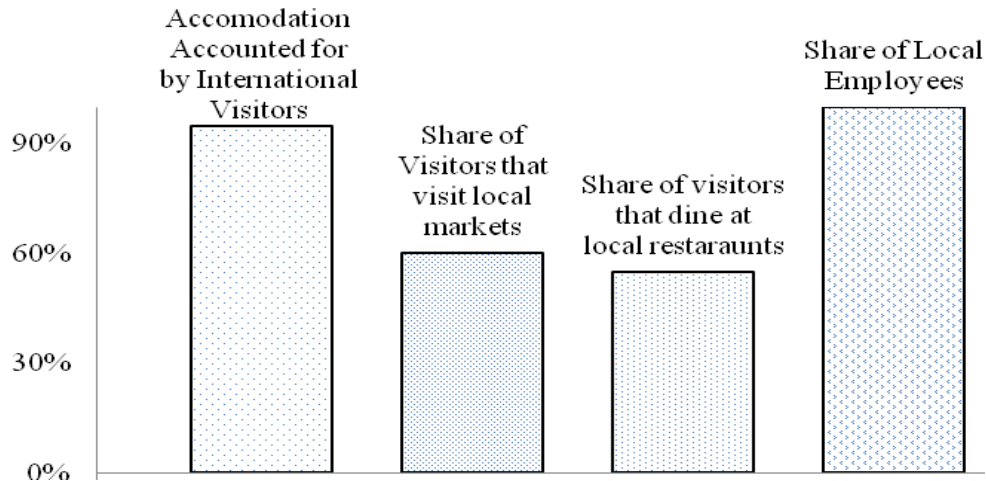 Accomodation
Accounted for
by International
Visitors
Share of
Visitors that
visit local
markets
Share of visitors
that dine at
local restaraunts
Share of Local
Employees
90%
60%
30%
0%